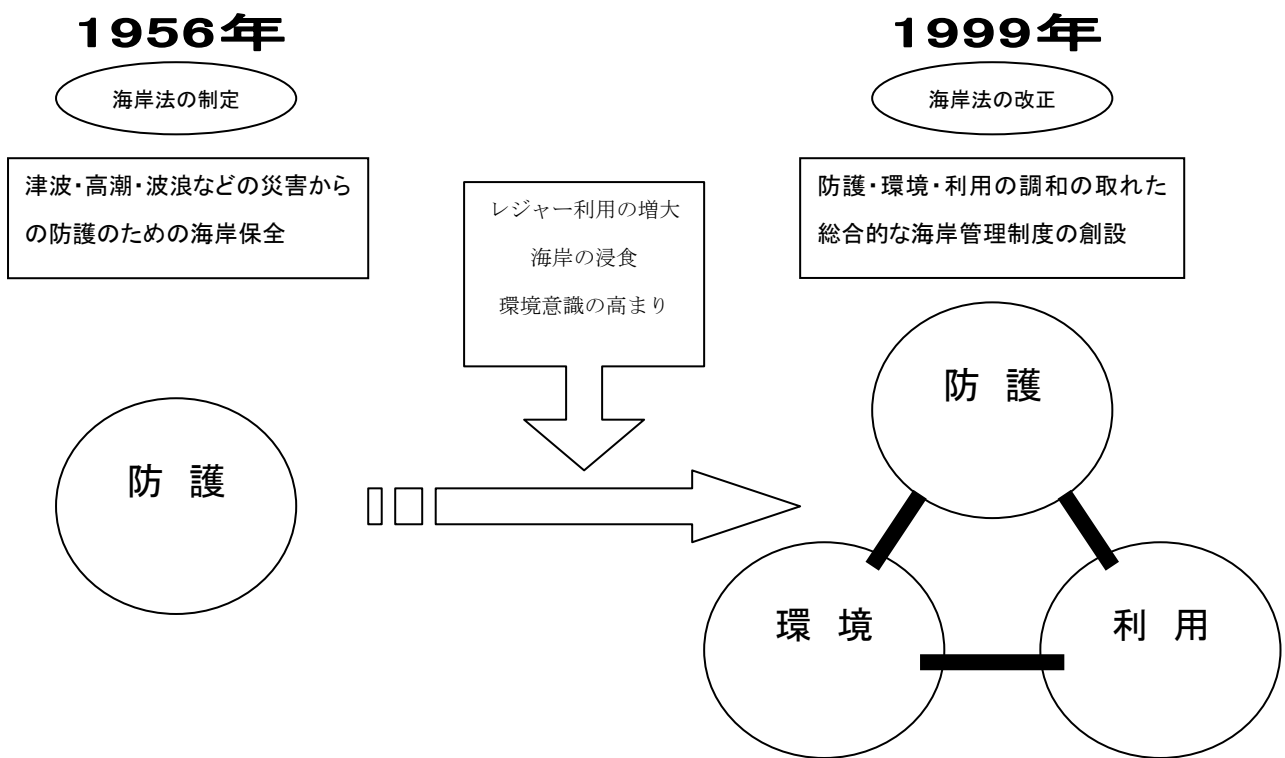 1956年
海岸法の制定
津波・高潮・波浪などの災害から
の防護のための海岸保全
防 護
レジャー利用の増大
海岸の浸食
環境意識の高まり
1999年
海岸法の改正
防護・環境・利用の調和の取れた
総合的な海岸管理制度の創設
防 護
環 境
利 用